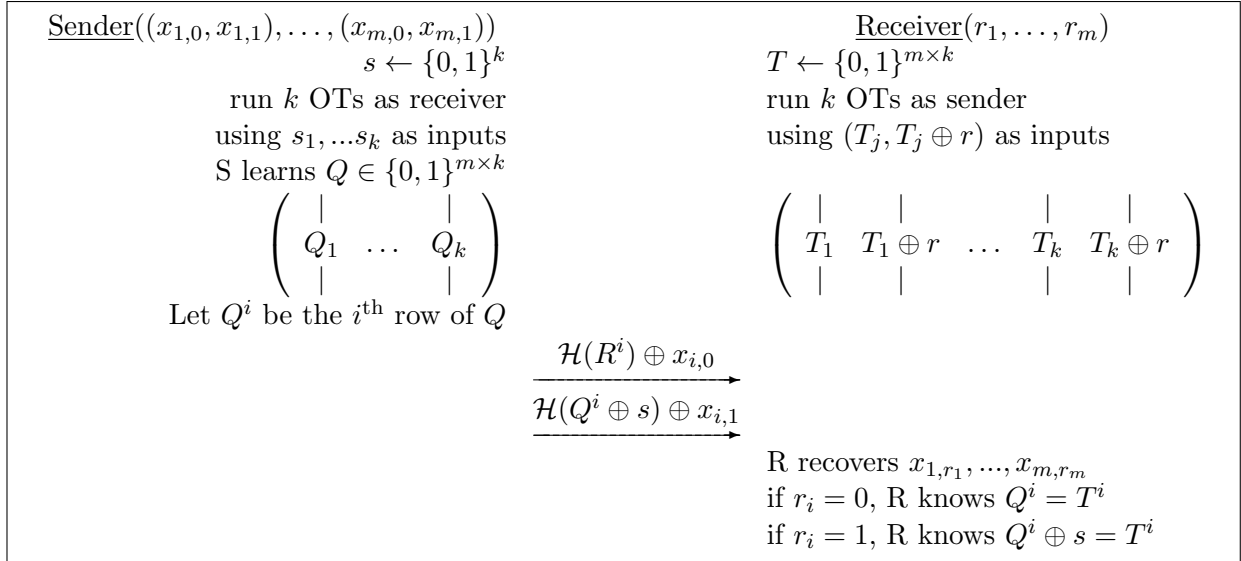 Sender((x_{1,0}, x_{1,1}), . . . , (x_{m,0}, x_{m,1})) Receiver(r_1, . . . , r_m)
s ← {0, 1}^k T ← {0, 1}^{m×k}
run k OTs as receiver run k OTs as sender
using s_1, ...s_k as inputs using (T_j, T_j ⊕ r) as inputs
S learns Q ∈ {0, 1}^{m×k}
( | | ) ( | | | | )
( Q_1 . . . Q_k ) ( T_1 T_1 ⊕ r . . . T_k T_k ⊕ r )
( | | ) ( | | | | )
Let Q^i be the i^{th} row of Q
H(R^i) ⊕ x_{i,0}
H(Q^i ⊕ s) ⊕ x_{i,1}
R recovers x_{1,r_1}, ..., x_{m,r_m}
if r_i = 0, R knows Q^i = T^i
if r_i = 1, R knows Q^i ⊕ s = T^i